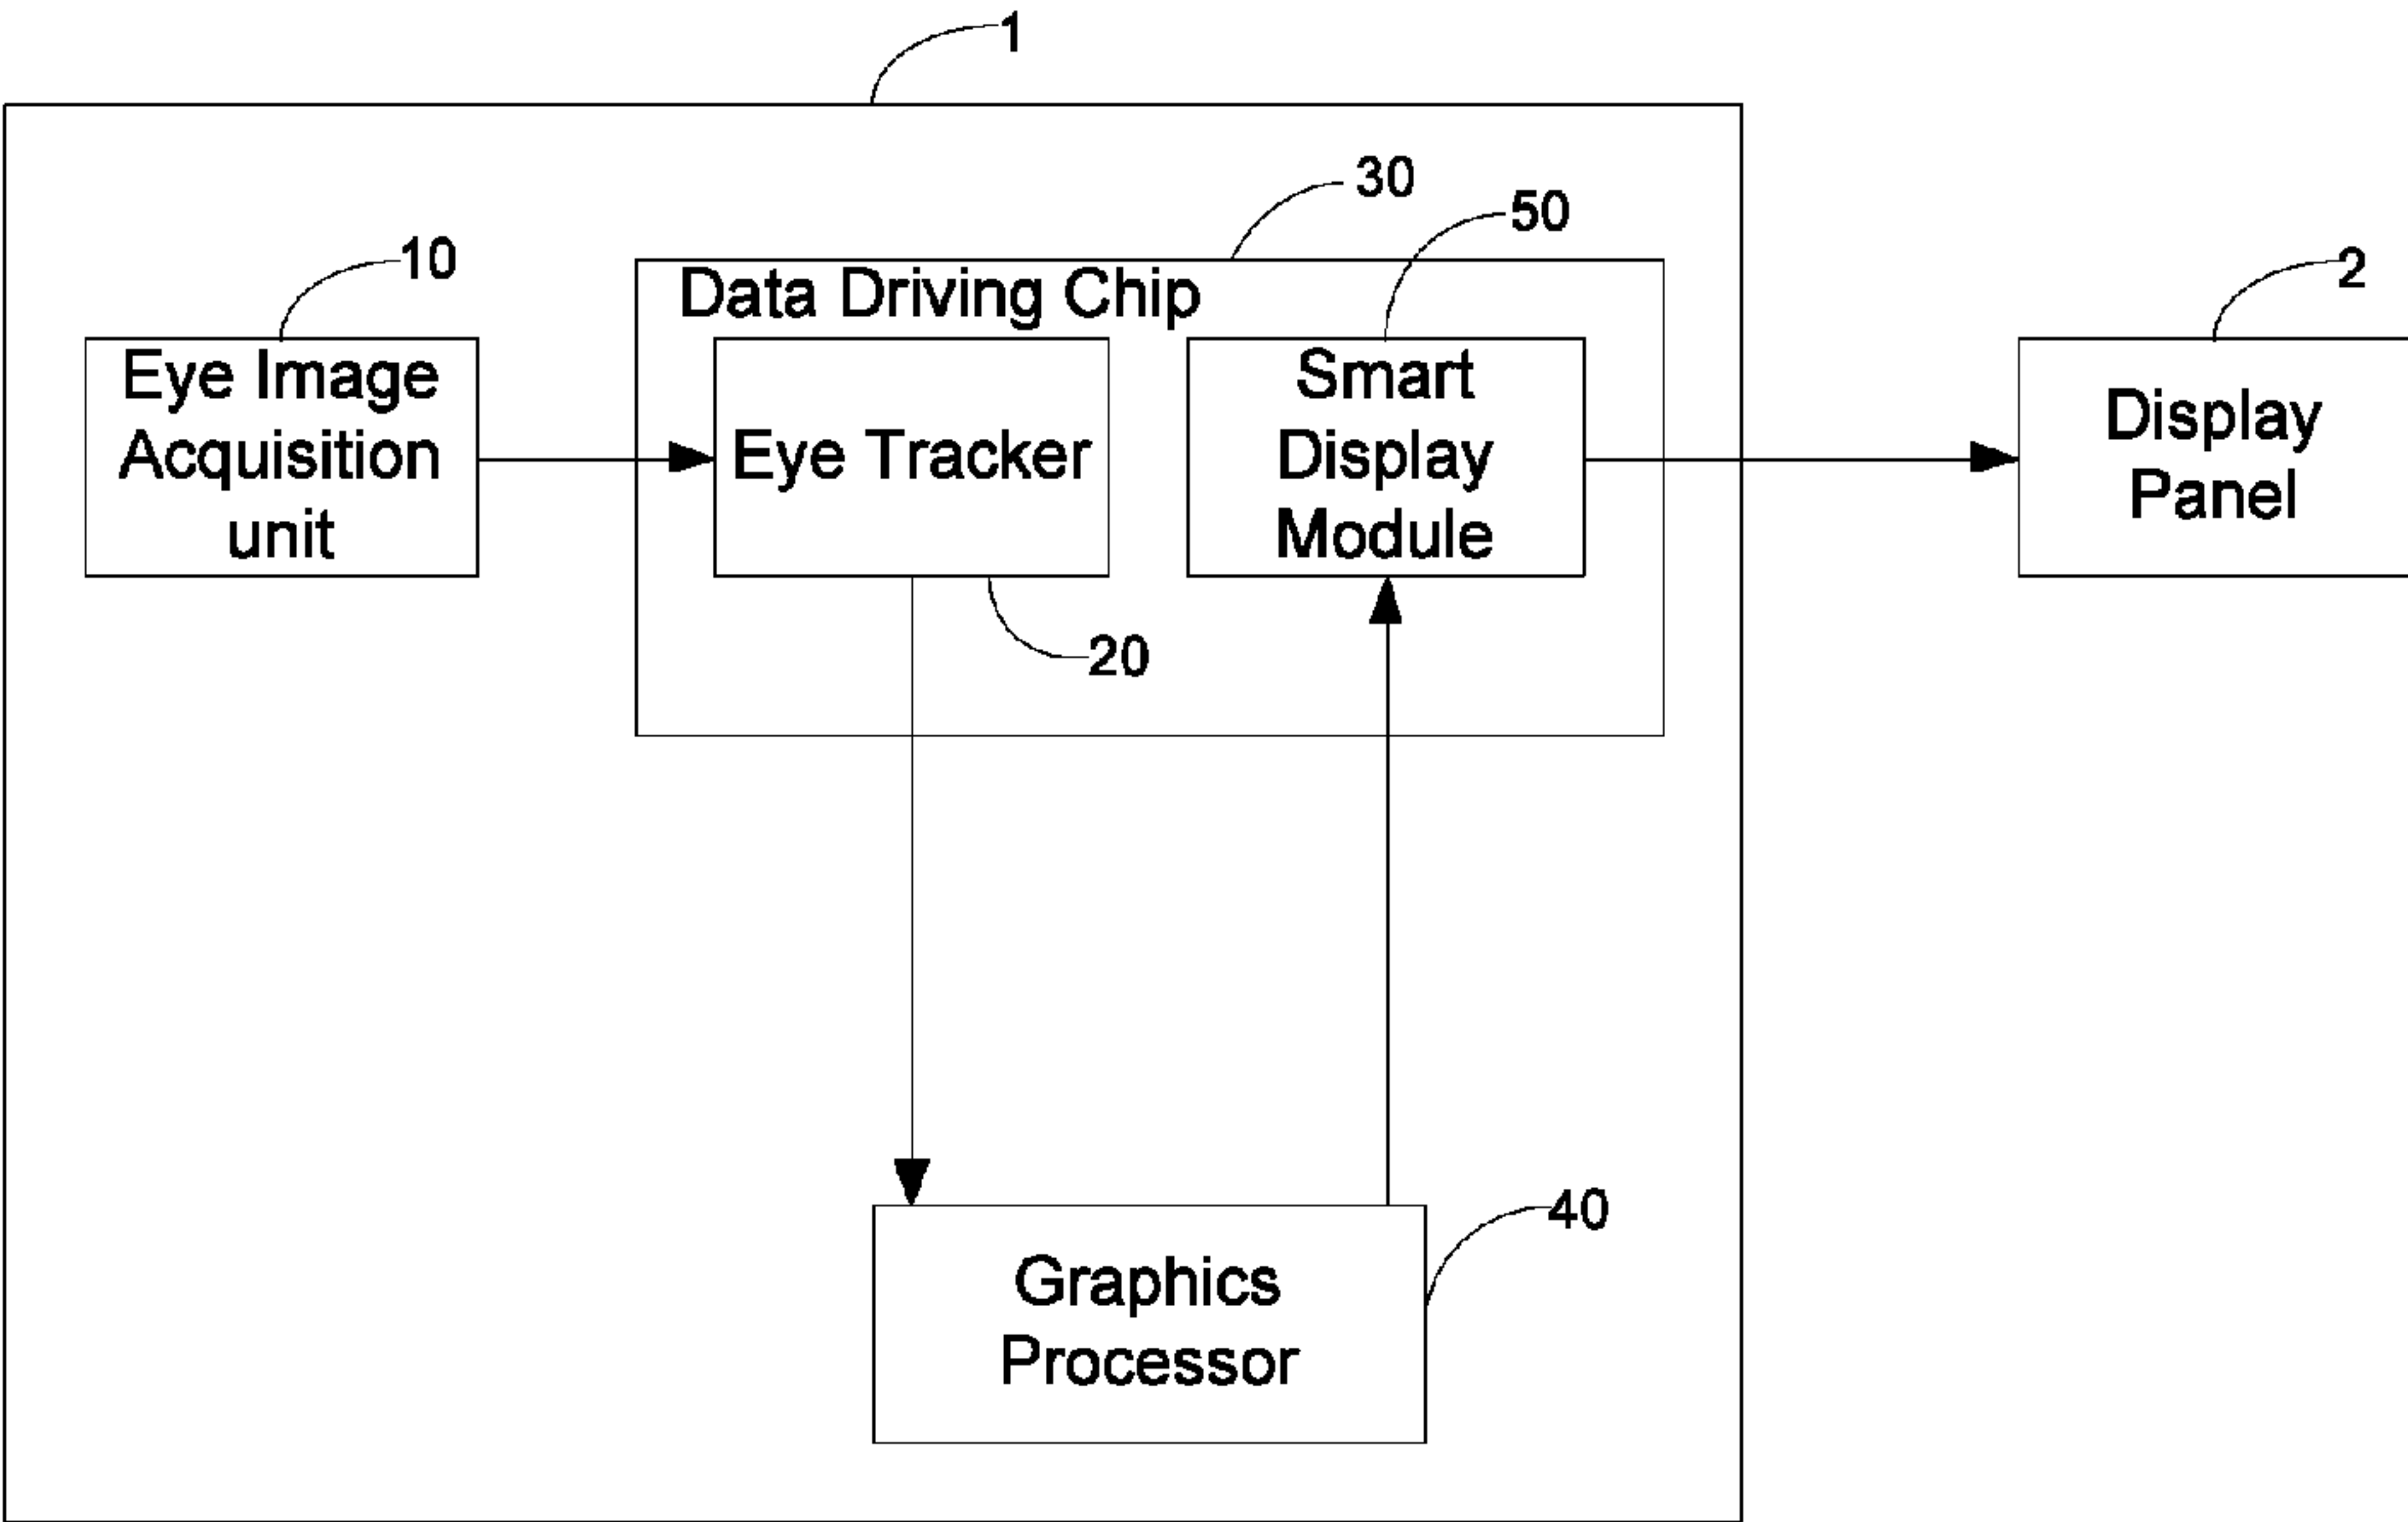 1
30
50
10
2
Data Driving Chip
Eye Image
Acquisition
unit
Eye Tracker
Smart
Display
Module
Display
Panel
20
40
Graphics
Processor